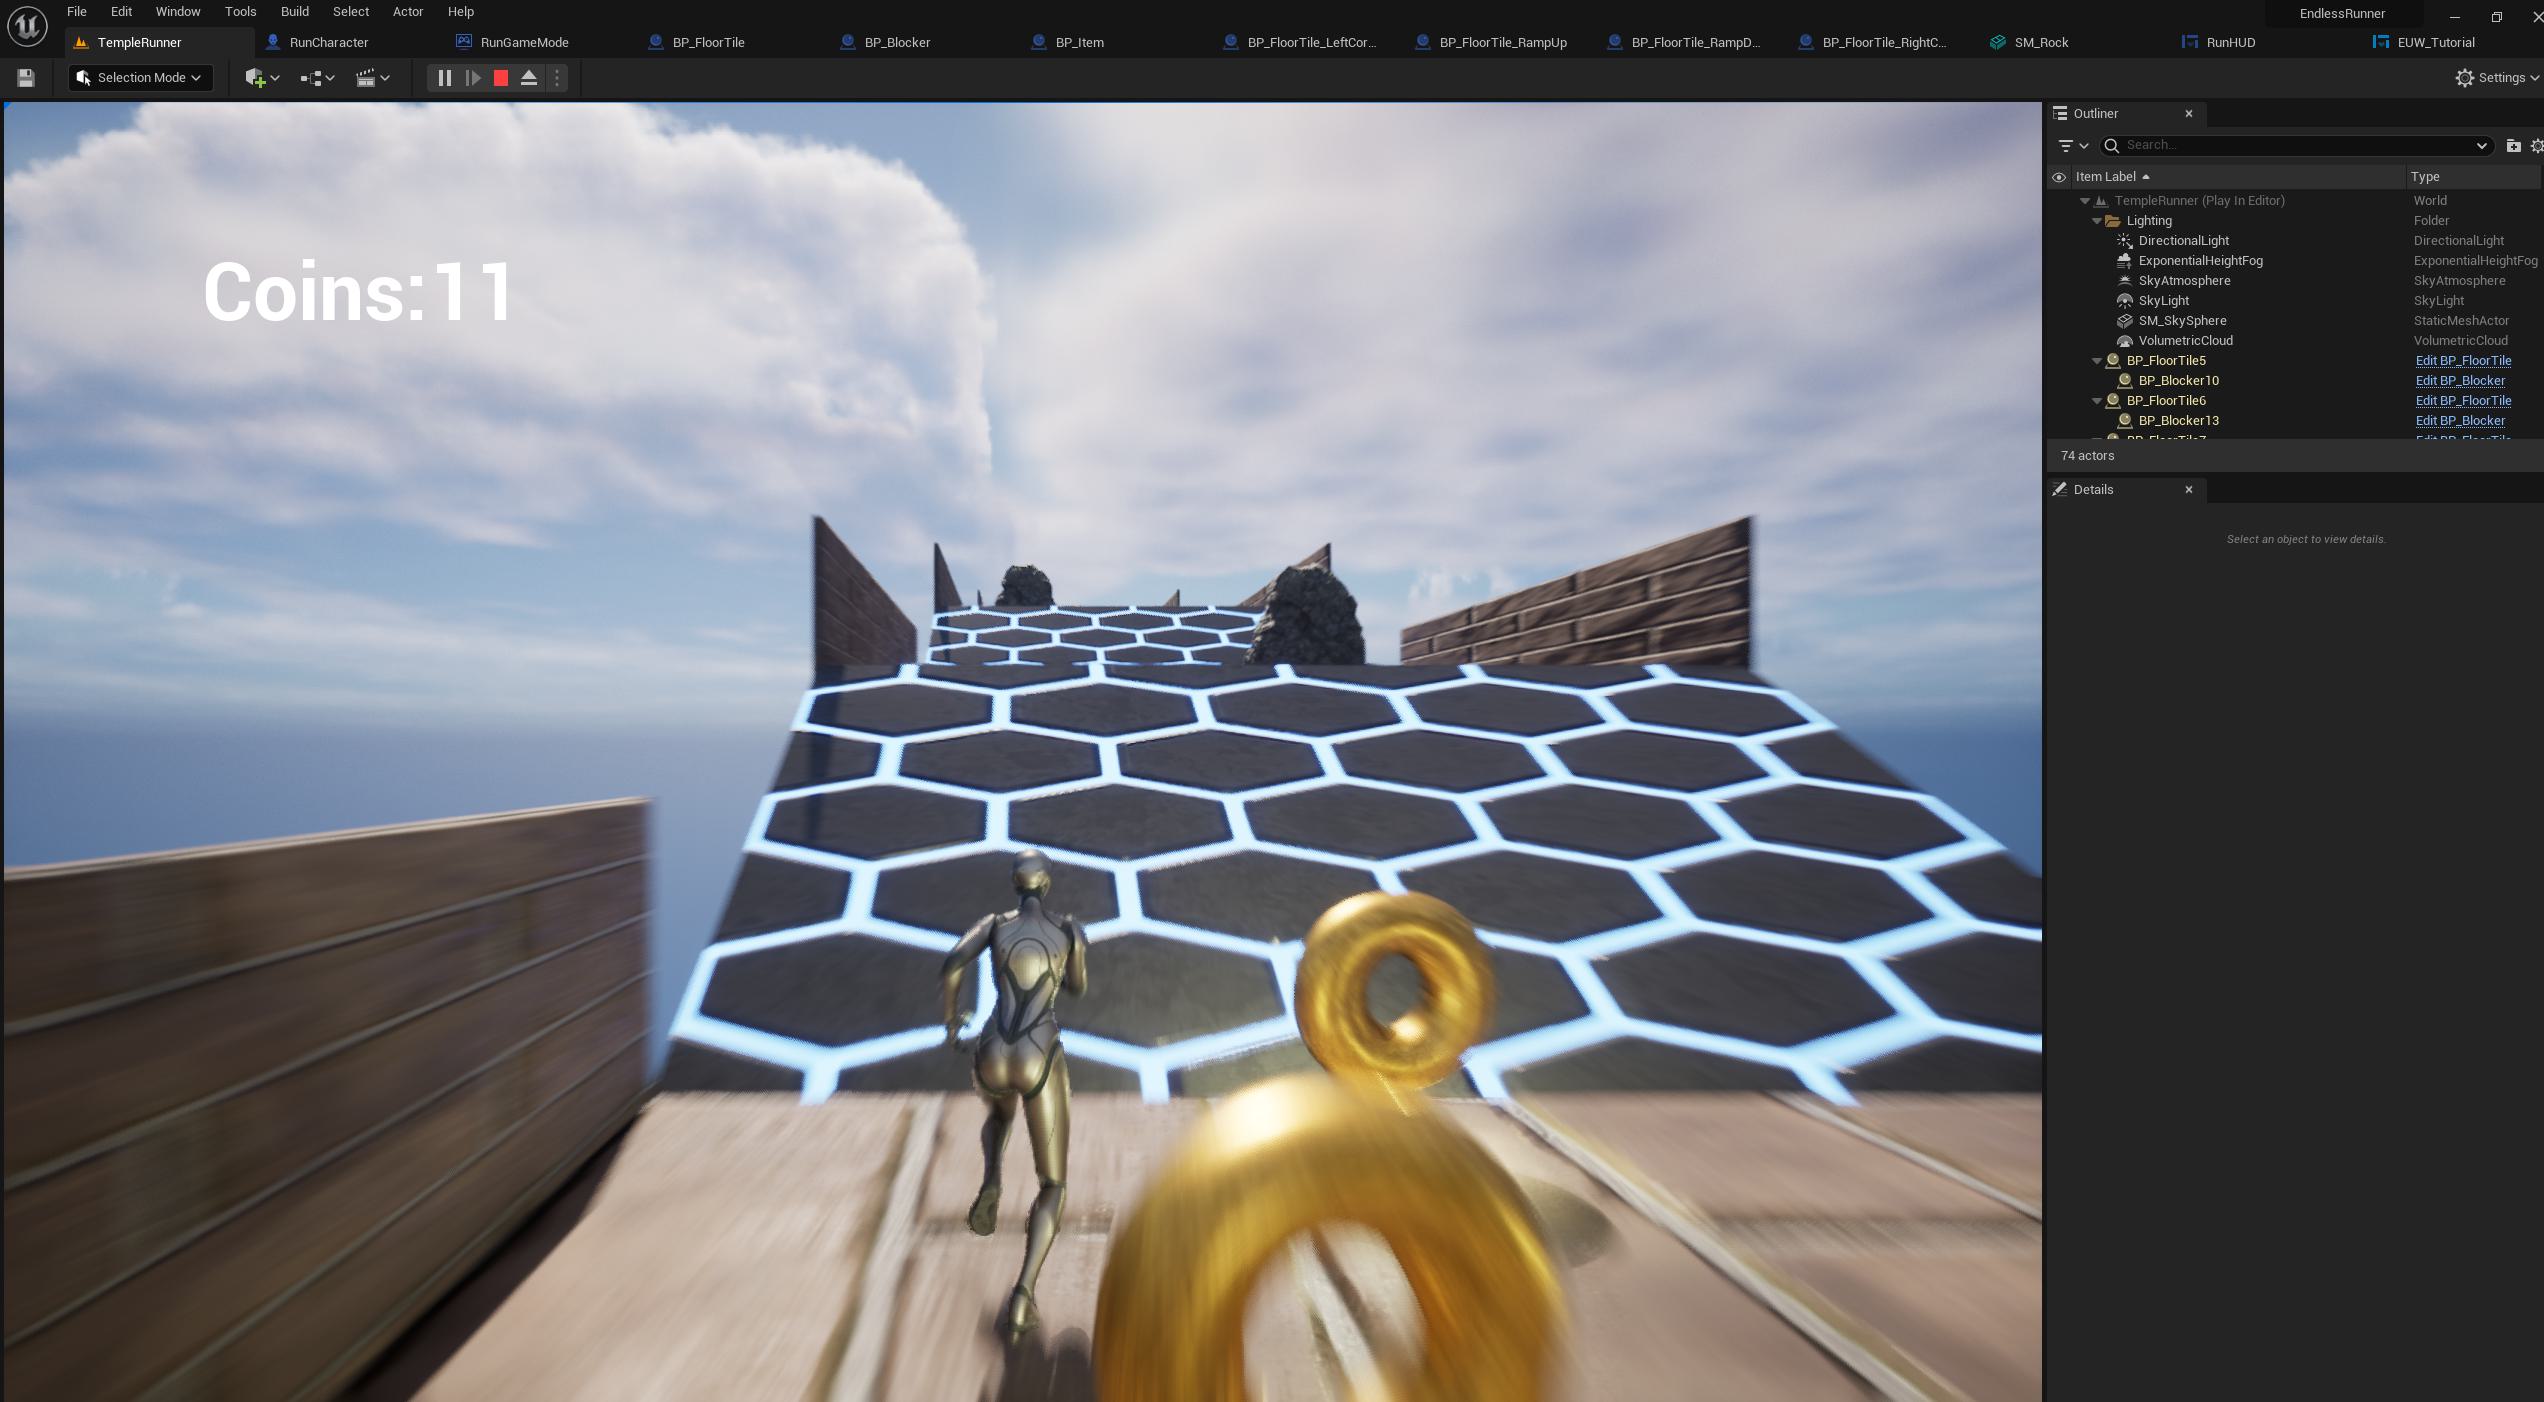 File Edit Window Tools Build Select Actor Help
EndlessRunner
TempleRunner RunCharacter RunGameMode BP_FloorTile BP_Blocker BP_Item BP_FloorTile_LeftCor... BP_FloorTile_RampUp BP_FloorTile_RampD... BP_FloorTile_RightC... SM_Rock RunHUD EUW_Tutorial
Selection Mode
Settings
Coins:11
Outliner
Search...
Item Label Type
TempleRunner (Play In Editor) World
Lighting Folder
DirectionalLight DirectionalLight
ExponentialHeightFog ExponentialHeightFog
SkyAtmosphere SkyAtmosphere
SkyLight SkyLight
SM_SkySphere StaticMeshActor
VolumetricCloud VolumetricCloud
BP_FloorTile5 Edit BP_FloorTile
BP_Blocker10 Edit BP_Blocker
BP_FloorTile6 Edit BP_FloorTile
BP_Blocker13 Edit BP_Blocker
74 actors
Details
Select an object to view details.